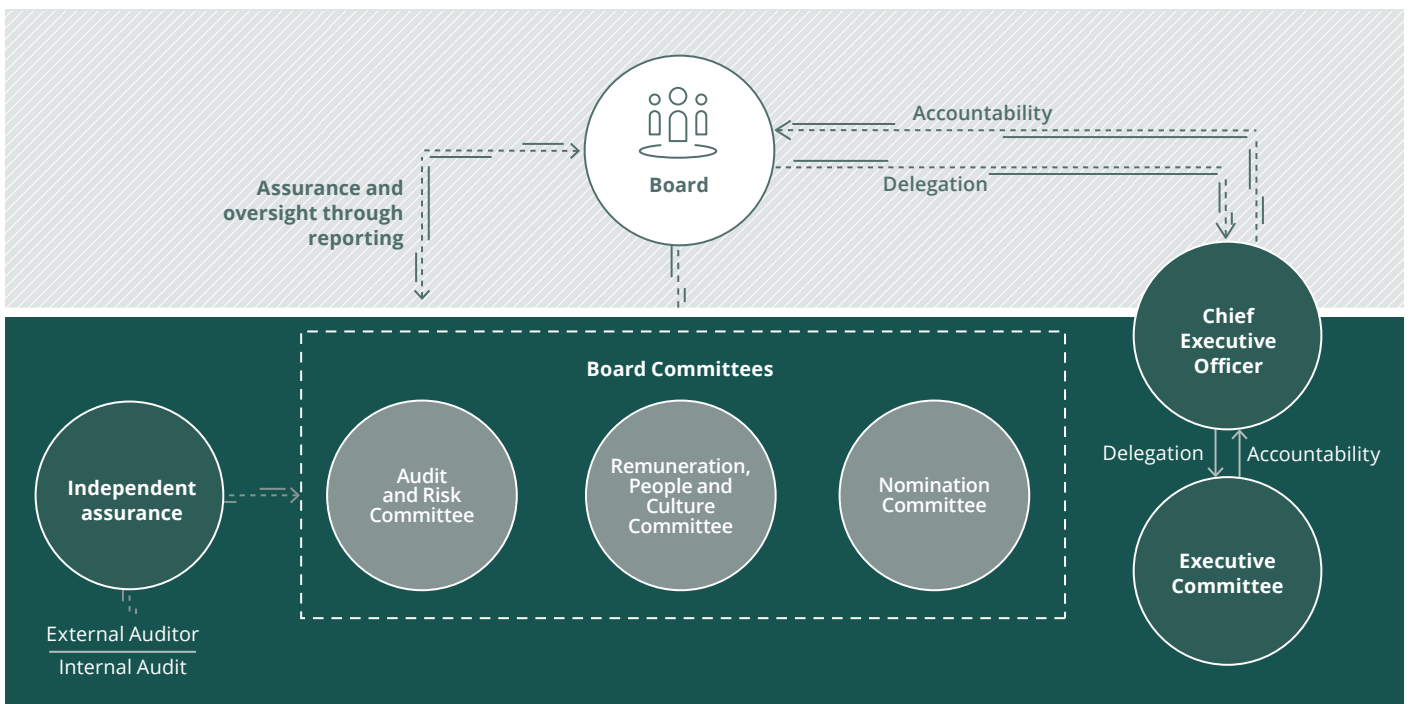 Accountability
Board
Delegation
Assurance and
oversight through
reporting
Chief
Executive
Officer
Board Committees
Delegation
Accountability
Independent
assurance
Audit
and Risk
Committee
Remuneration,
People and
Culture
Committee
Nomination
Committee
Executive
Committee
External Auditor
Internal Audit